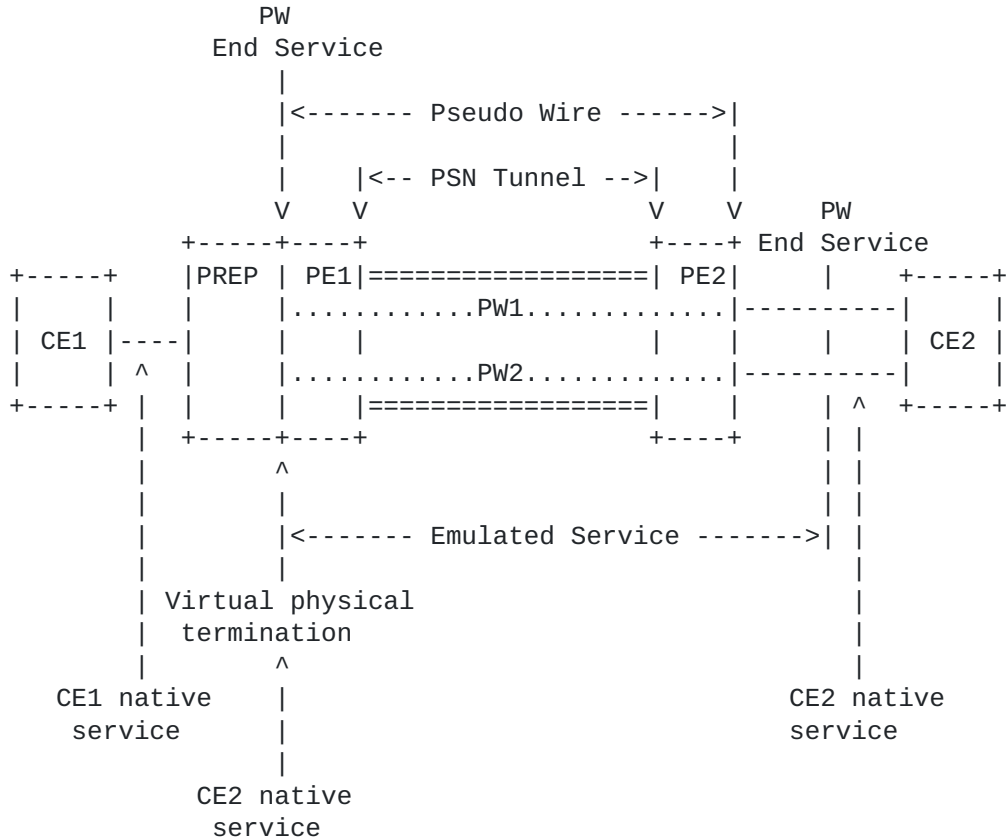 PW
End Service
|
|<------- Pseudo Wire ------>|
|                            |
|    |<-- PSN Tunnel -->|    |
V    V                  V    V     PW
+-----+----+                  +----+ End Service
+-----+    |PREP | PE1|==================| PE2|     |    +-----+
|     |    |     |............PW1.............|----------|     |
| CE1 |----|     |    |                  |    |     |    | CE2 |
|     | ^  |     |............PW2.............|----------|     |
+-----+ |  |     |    |==================|    |     | ^  +-----+
|  +-----+----+                  +----+     | |
|        ^                                  | |
|        |                                  | |
|        |<------- Emulated Service ------->| |
|        |                                    |
| Virtual physical                            |
|  termination                                |
|        ^                                    |
CE1 native  |                                CE2 native
service    |                                service
|
CE2 native
service